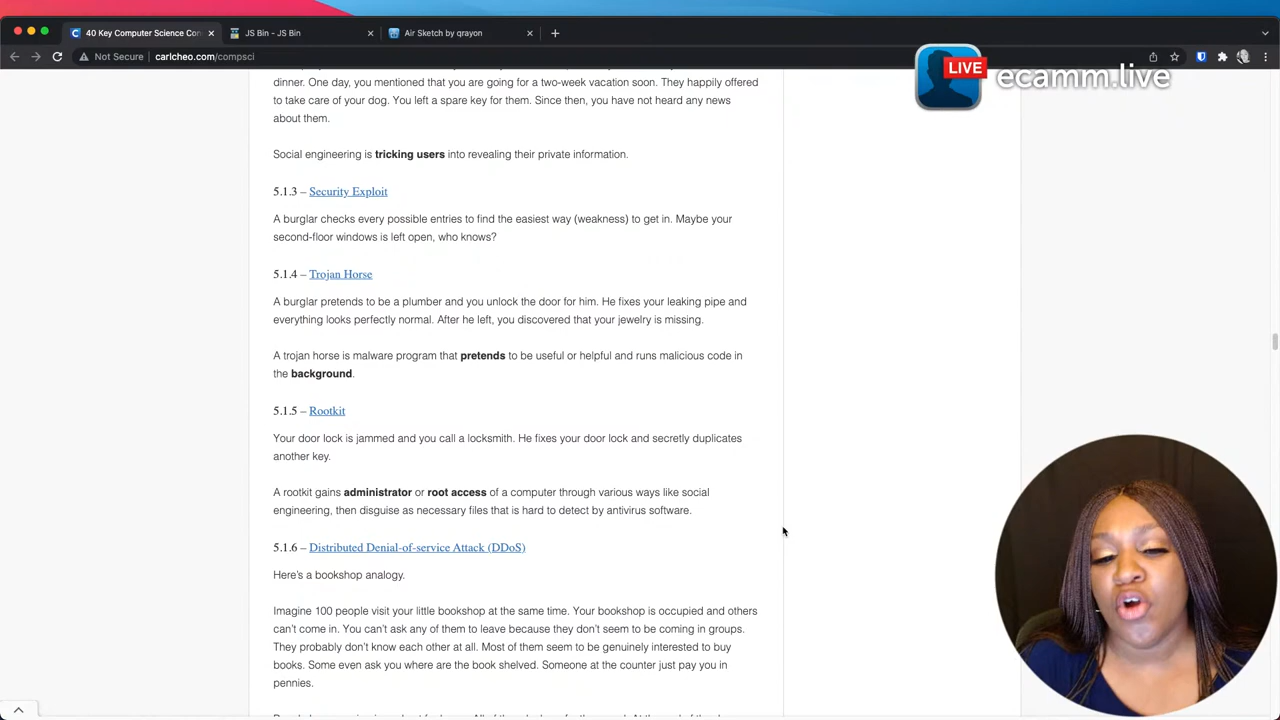 40 Key Computer Science Con
JS Bin - JS Bin
Air Sketch by qrayon
Not Secure
carlcheo.com/compsci
LIVE
ecamm.live
dinner. One day, you mentioned that you are going for a two-week vacation soon. They happily offered
to take care of your dog. You left a spare key for them. Since then, you have not heard any news
about them.
Social engineering is tricking users into revealing their private information.
5.1.3 – Security Exploit
A burglar checks every possible entries to find the easiest way (weakness) to get in. Maybe your
second-floor windows is left open, who knows?
5.1.4 – Trojan Horse
A burglar pretends to be a plumber and you unlock the door for him. He fixes your leaking pipe and
everything looks perfectly normal. After he left, you discovered that your jewelry is missing.
A trojan horse is malware program that pretends to be useful or helpful and runs malicious code in
the background.
5.1.5 – Rootkit
Your door lock is jammed and you call a locksmith. He fixes your door lock and secretly duplicates
another key.
A rootkit gains administrator or root access of a computer through various ways like social
engineering, then disguise as necessary files that is hard to detect by antivirus software.
5.1.6 – Distributed Denial-of-service Attack (DDoS)
Here's a bookshop analogy.
Imagine 100 people visit your little bookshop at the same time. Your bookshop is occupied and others
can't come in. You can't ask any of them to leave because they don't seem to be coming in groups.
They probably don't know each other at all. Most of them seem to be genuinely interested to buy
books. Some even ask you where are the book shelved. Someone at the counter just pay you in
pennies.